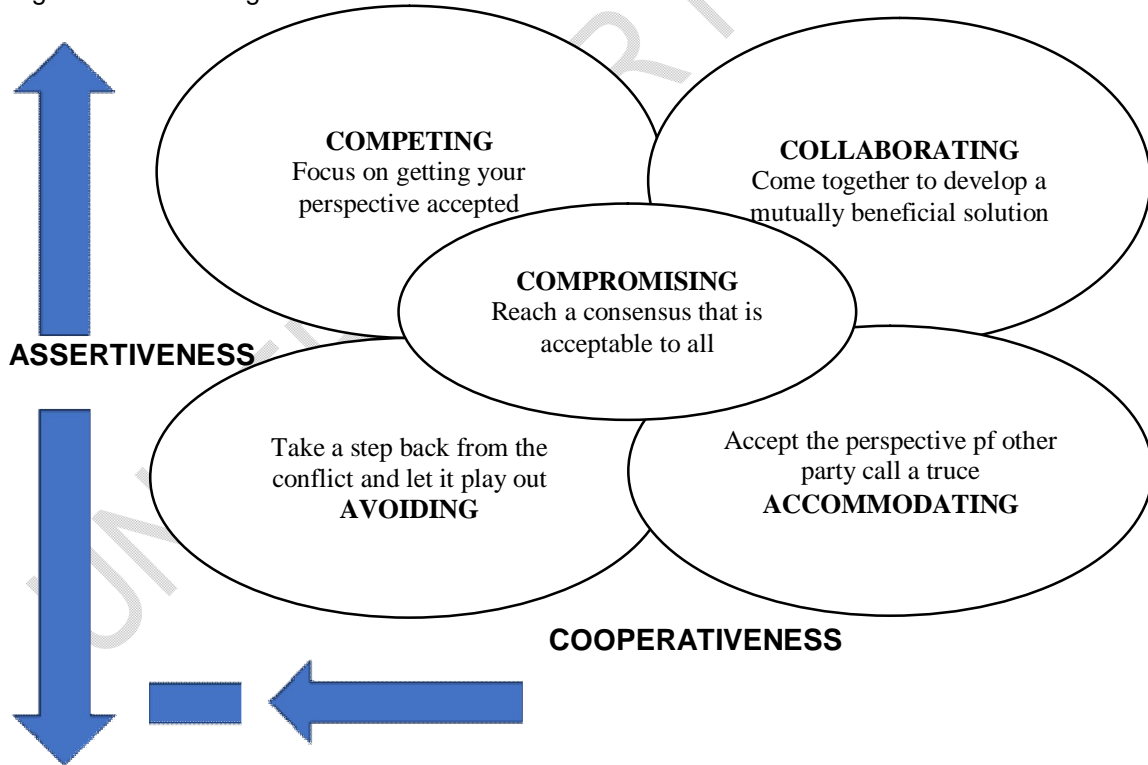 COMPETING
Focus on getting your
perspective accepted
COLLABORATING
Come together to develop a
mutually beneficial solution
COMPROMISING
Reach a consensus that is
acceptable to all
ASSERTIVENESS
Take a step back from the
conflict and let it play out
AVOIDING
Accept the perspective pf other
party call a truce
ACCOMMODATING
COOPERATIVENESS